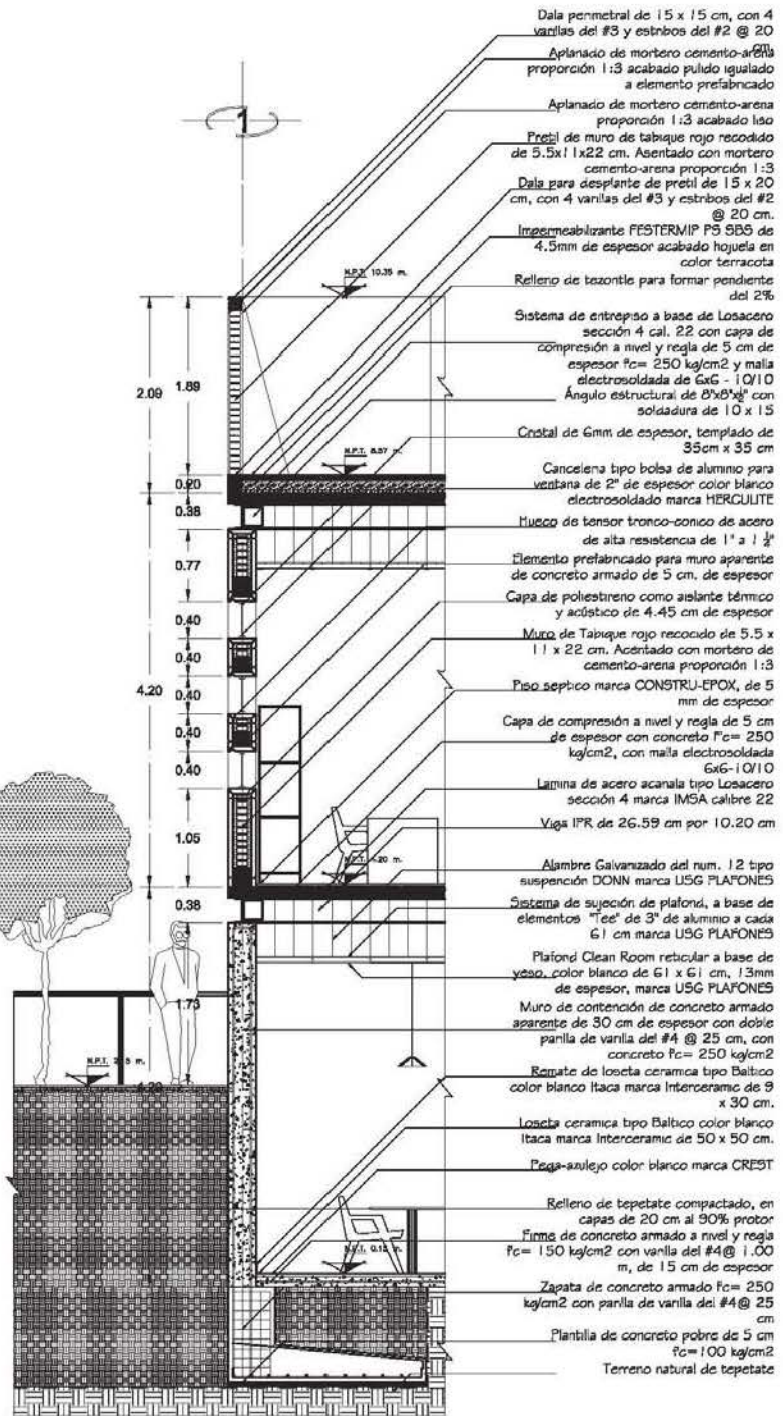 Dala perimetral de 15 x 15 cm, con 4
varillas del #3 y estribos del #2 @ 20
cm.
Aplanado de mortero cemento-arena
proporción 1:3 acabado pulido igualado
a elemento prefabricado
Aplanado de mortero cemento-arena
proporción 1:3 acabado liso
Pretil de muro de tabique rojo recodido
de 5.5x11x22 cm. Asentado con mortero
cemento-arena proporción 1:3
Dala para desplante de pretil de 15 x 20
cm, con 4 varillas del #3 y estribos del #2
@ 20 cm.
Impermeabilizante FESTERMIP PS SBS de
4.5mm de espesor acabado hojuela en
color terracota
Relleno de tezontle para formar pendiente
del 2%
Sistema de entrepiso a base de Losacero
sección 4 cal. 22 con capa de
compresión a nivel y regla de 5 cm de
espesor f'c= 250 kg/cm2 y malla
electrosoldada de 6x6 - 10/10
Ángulo estructural de 8"x8"x½" con
soldadura de 10 x 15
Cristal de 6mm de espesor, templado de
35cm x 35 cm
Cancelería tipo bolsa de aluminio para
ventana de 2" de espesor color blanco
electrosoldado marca HERCULITE
Hueco de tensor tronco-conico de acero
de alta resistencia de 1" a 1
Elemento prefabricado para muro aparente
de concreto armado de 5 cm. de espesor
Capa de poliestireno como aislante térmico
y acústico de 4.45 cm de espesor
Muro de Tabique rojo recocido de 5.5 x
11 x 22 cm. Acentado con mortero de
cemento-arena proporción 1:3
Piso septico marca CONSTRU-EPOX, de 5
mm de espesor
Capa de compresión a nivel y regla de 5 cm
de espesor con concreto f'c= 250
kg/cm2, con malla electrosoldada
6x6-10/10
Lamina de acero acanala tipo Losacero
sección 4 marca IMSA calibre 22
Viga IPR de 26.59 cm por 10.20 cm
Alambre Galvanizado del num. 12 tipo
suspención DONN marca USG PLAFONES
Sistema de sujeción de plafond, a base de
elementos "Tee" de 3" de aluminio a cada
61 cm marca USG PLAFONES
Plafond Clean Room reticular a base de
yeso, color blanco de 61 x 61 cm, 13mm
de espesor, marca USG PLAFONES
Muro de contención de concreto armado
aparente de 30 cm de espesor con doble
parilla de varilla del #4 @ 25 cm, con
concreto f'c= 250 kg/cm2
Remate de loseta ceramica tipo Baltico
color blanco Itaca marca Interceramic de 9
x 30 cm.
Loseta ceramica tipo Baltico color blanco
Itaca marca Interceramic de 50 x 50 cm.
Pega-azulejo color blanco marca CREST
Relleno de tepetate compactado, en
capas de 20 cm al 90% protor
Firme de concreto armado a nivel y regla
f'c= 150 kg/cm2 con varilla del #4@ 1.00
m, de 15 cm de espesor
Zapata de concreto armado f'c= 250
kg/cm2 con parilla de varilla del #4@ 25
cm
Plantilla de concreto pobre de 5 cm
f'c=100 kg/cm2
Terreno natural de tepetate
1
N.P.T. 10.35 m.
2.09
1.89
N.P.T. 8.57 m.
0.20
0.38
0.77
0.40
0.40
4.20
0.40
0.40
0.40
1.05
N.P.T. 4.20 m.
0.38
1.73
N.P.T. m.
4.20
N.P.T. 0.15 m.